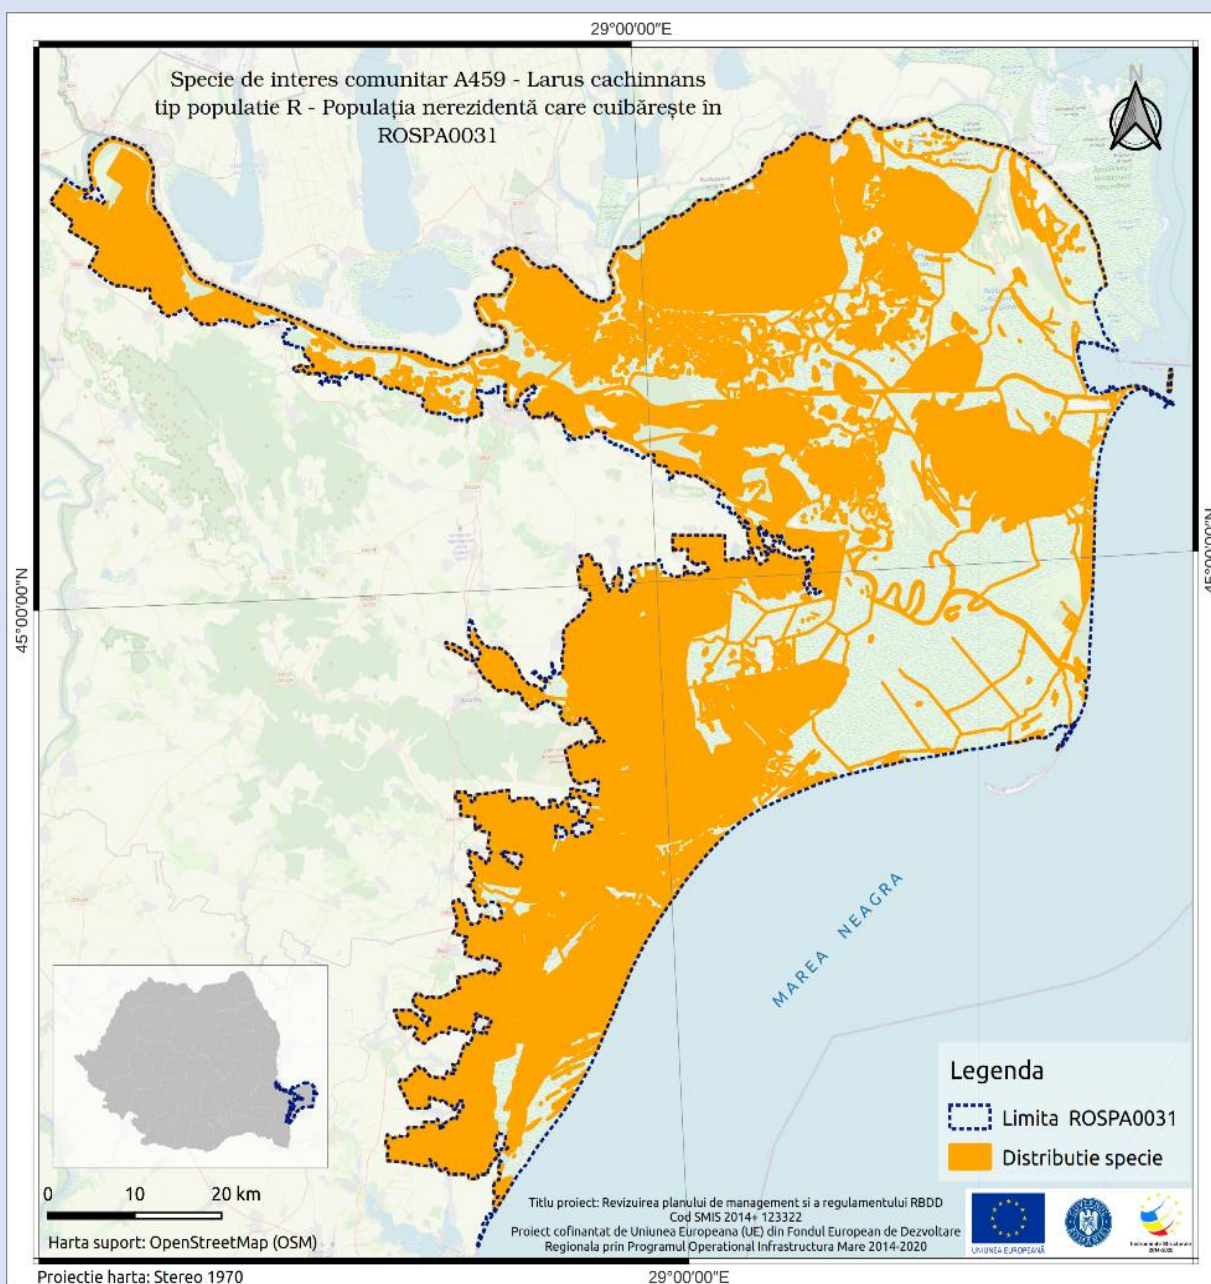 29°00′00″E
Specie de interes comunitar A459 - Larus cachinnans
tip populatie R - Populația nerezidentă care cuibărește în
ROSPA0031
N
45°00′00″N
45°00′00″N
MAREA NEAGRA
Legenda
Limita ROSPA0031
Distributie specie
0 10 20 km
Harta suport: OpenStreetMap (OSM)
Titlu proiect: Revizuirea planului de management si a regulamentului RBDD
Cod SMIS 2014+ 123322
Proiect cofinantat de Uniunea Europeana (UE) din Fondul European de Dezvoltare
Regionala prin Programul Operational Infrastructura Mare 2014-2020
UNIUNEA EUROPEANĂ
Instrumente Structurale
2014-2020
Proiectie harta: Stereo 1970
29°00′00″E